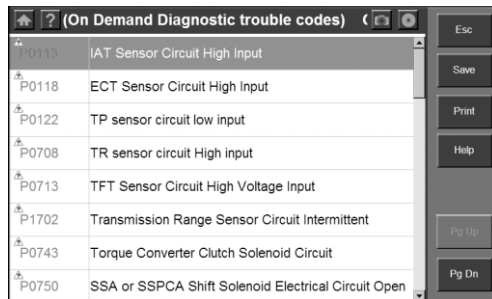 ? (On Demand Diagnostic trouble codes) (
Esc
P0113 IAT Sensor Circuit High Input
Save
P0118 ECT Sensor Circuit High Input
P0122 TP sensor circuit low input
Print
P0708 TR sensor circuit High input
Help
P0713 TFT Sensor Circuit High Voltage Input
P1702 Transmission Range Sensor Circuit Intermittent
Pg Up
P0743 Torque Converter Clutch Solenoid Circuit
Pg Dn
P0750 SSA or SSPCA Shift Solenoid Electrical Circuit Open